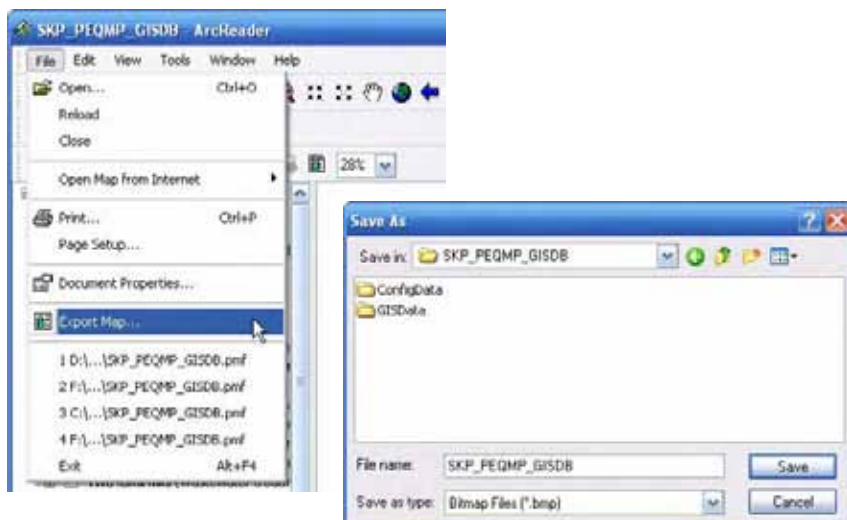 SKP_PEQMP_GISDB - ArcReader
File Edit View Tools Window Help
Open... Ctrl+O
Reload
Close
28%
Open Map from Internet
Print... Ctrl+P
Page Setup...
Document Properties...
Export Map...
1 D:\...\SKP_PEQMP_GISDB.pmf
2 F:\...\SKP_PEQMP_GISDB.pmf
3 C:\...\SKP_PEQMP_GISDB.pmf
4 F:\...\SKP_PEQMP_GISDB.pmf
Exit Alt+F4
Save As
Save in: SKP_PEQMP_GISDB
ConfigData
GISData
File name: SKP_PEQMP_GISDB Save
Save as type: Bitmap Files (*.bmp) Cancel